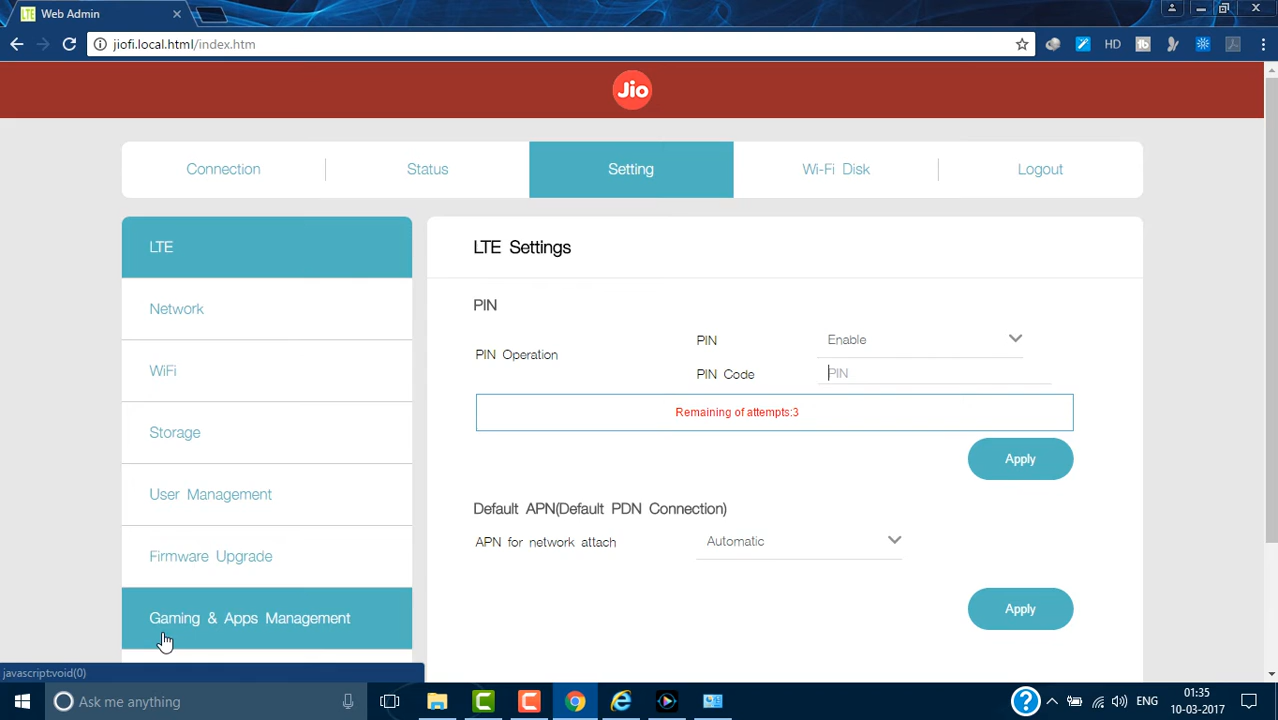 LTE Web Admin
jiofi.local.html/index.htm
HD
Jio
Connection
Status
Setting
Wi-Fi Disk
Logout
LTE
Network
WiFi
Storage
User Management
Firmware Upgrade
Gaming & Apps Management
LTE Settings
PIN
PIN Operation
PIN
Enable
PIN Code
PIN
Remaining of attempts:3
Apply
Default APN(Default PDN Connection)
APN for network attach
Automatic
Apply
javascript:void(0)
Ask me anything
ENG
01:35
10-03-2017